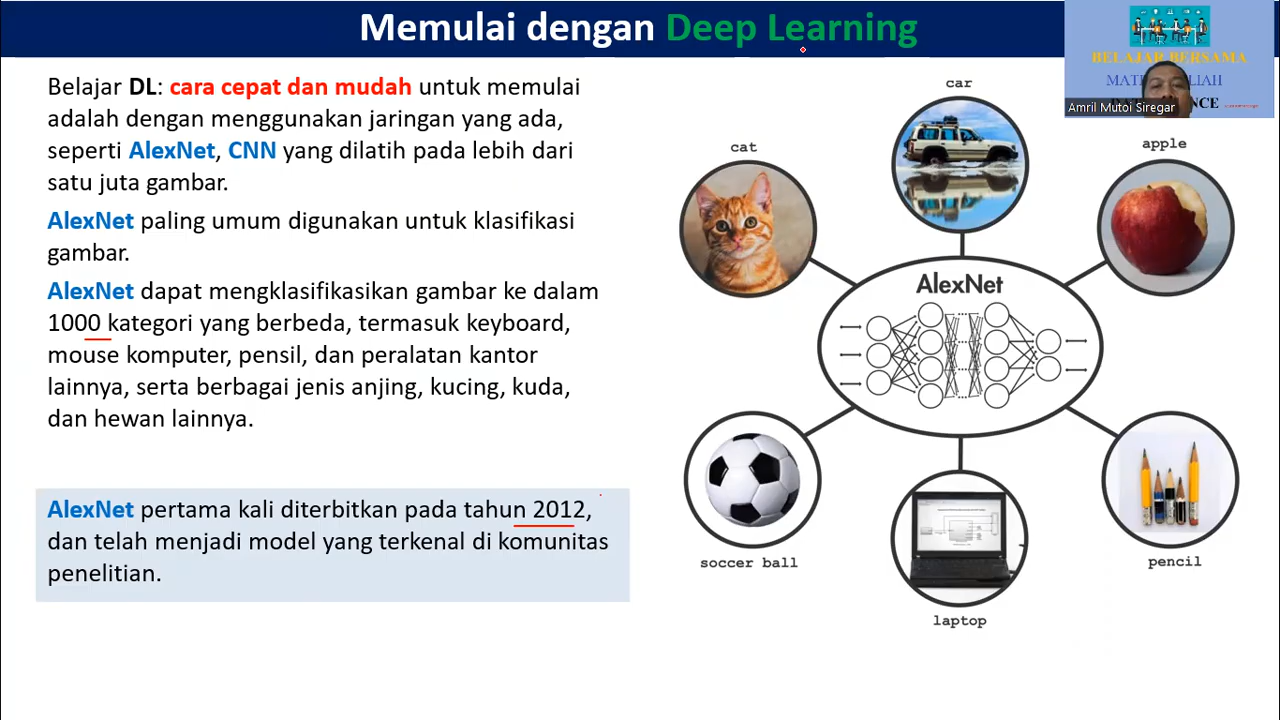 Memulai dengan Deep Learning
Belajar DL: cara cepat dan mudah untuk memulai
adalah dengan menggunakan jaringan yang ada,
seperti AlexNet, CNN yang dilatih pada lebih dari
satu juta gambar.
AlexNet paling umum digunakan untuk klasifikasi
gambar.
AlexNet dapat mengklasifikasikan gambar ke dalam
1000 kategori yang berbeda, termasuk keyboard,
mouse komputer, pensil, dan peralatan kantor
lainnya, serta berbagai jenis anjing, kucing, kuda,
dan hewan lainnya.
AlexNet pertama kali diterbitkan pada tahun 2012,
dan telah menjadi model yang terkenal di komunitas
penelitian.
BELAJAR BERSAMA
Amril Mutoi Siregar
car
cat
apple
AlexNet
soccer ball
pencil
laptop